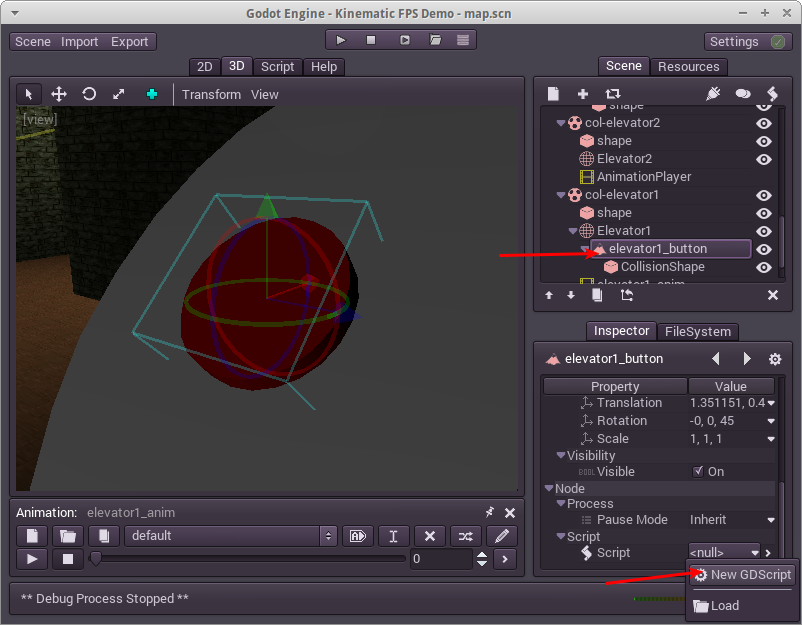 Godot Engine - Kinematic FPS Demo - map.scn
Scene Import Export
Settings
2D 3D Script Help
Scene Resources
Transform View
[view]
shape
col-elevator2
shape
Elevator2
AnimationPlayer
col-elevator1
shape
Elevator1
elevator1_button
CollisionShape
elevator1_anim
Inspector FileSystem
elevator1_button
Property Value
Translation 1.351151, 0.4
Rotation -0, 0, 45
Scale 1, 1, 1
Visibility
BOOL Visible On
Node
Process
Pause Mode Inherit
Script
Script <null>
New GDScript
Load
Animation: elevator1_anim
default
0
** Debug Process Stopped **